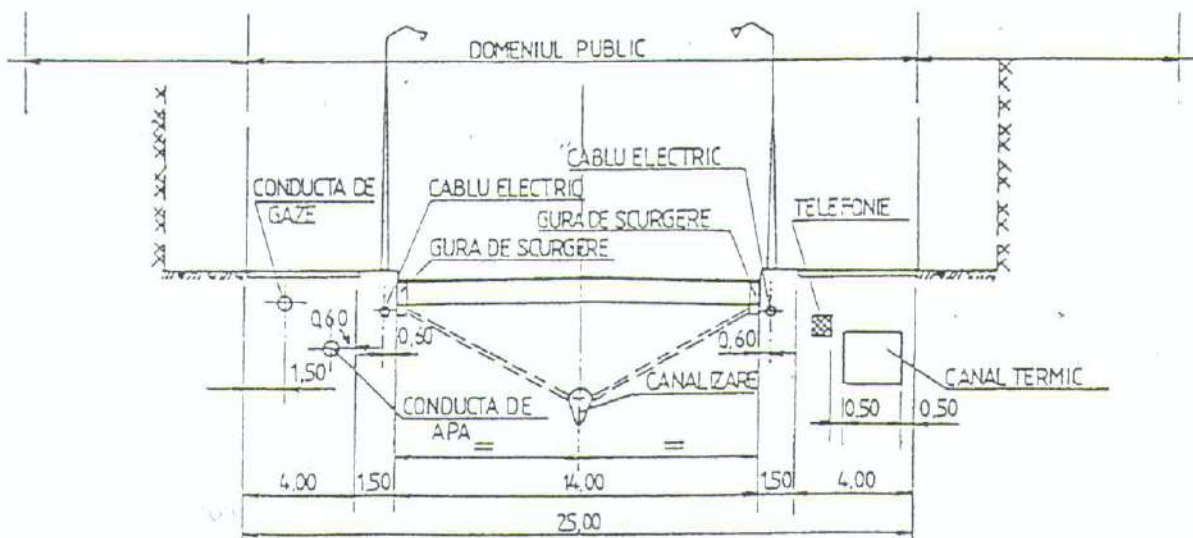 DOMENIUL PUBLIC
CABLU ELECTRIC
CONDUCTA DE
GAZE
CABLU ELECTRIC
TELEFONIE
GURA DE SCURGERE
GURA DE SCURGERE
0,60
0,60
0,60
1,50
CANALIZARE
CANAL TERMIC
CONDUCTA DE
APA
0,50
0,50
4,00
1,50
14,00
1,50
4,00
25,00